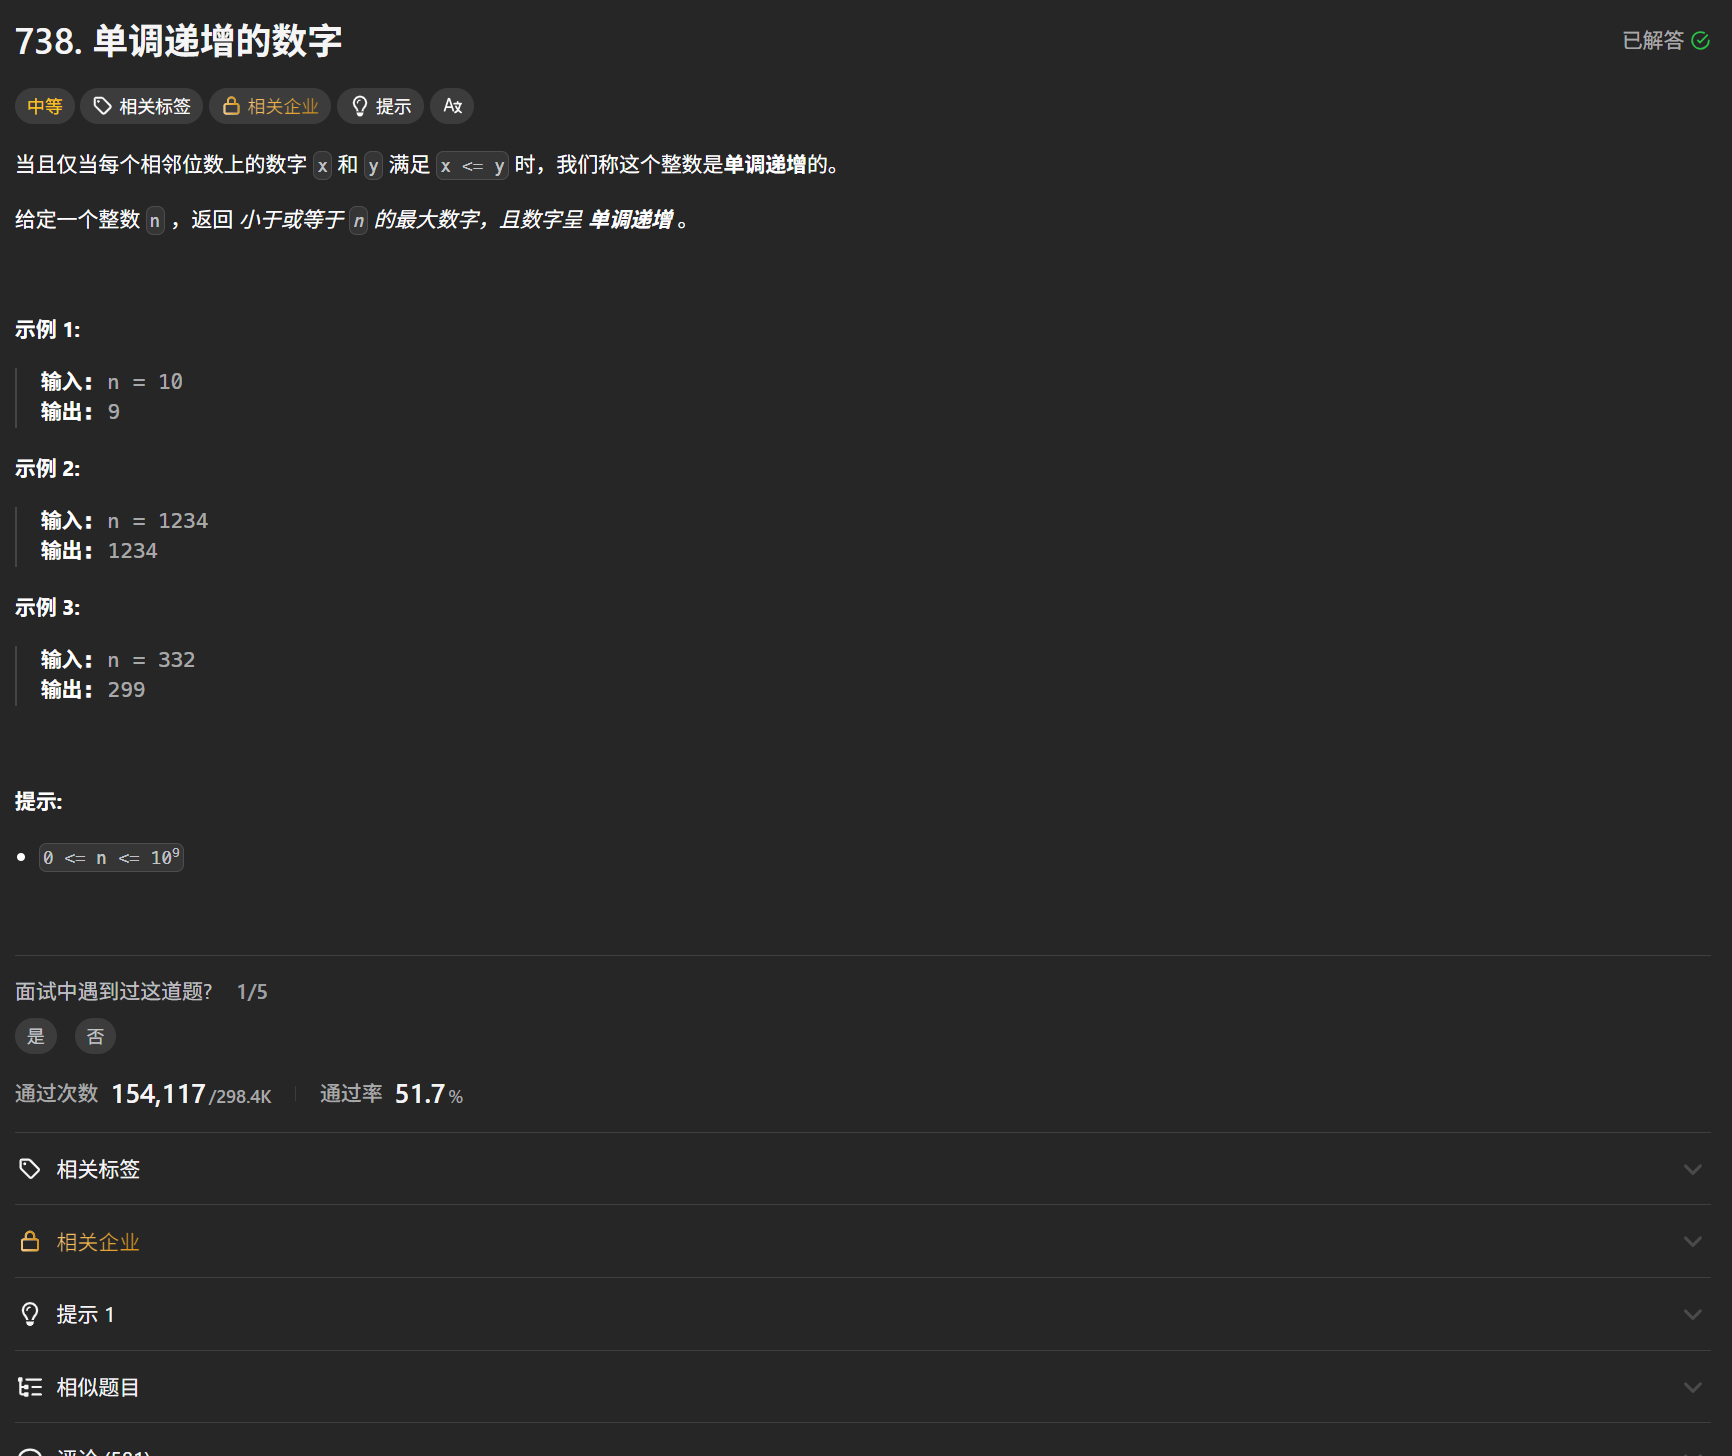 738. 单调递增的数字
已解答
中等 相关标签 相关企业 提示
当且仅当每个相邻位数上的数字 x 和 y 满足 x <= y 时，我们称这个整数是单调递增的。
给定一个整数 n ，返回 小于或等于 n 的最大数字，且数字呈 单调递增 。
示例 1:
输入: n = 10
输出: 9
示例 2:
输入: n = 1234
输出: 1234
示例 3:
输入: n = 332
输出: 299
提示:
0 <= n <= 10⁹
面试中遇到过这道题? 1/5
是 否
通过次数 154,117/298.4K 通过率 51.7%
相关标签
相关企业
提示 1
相似题目